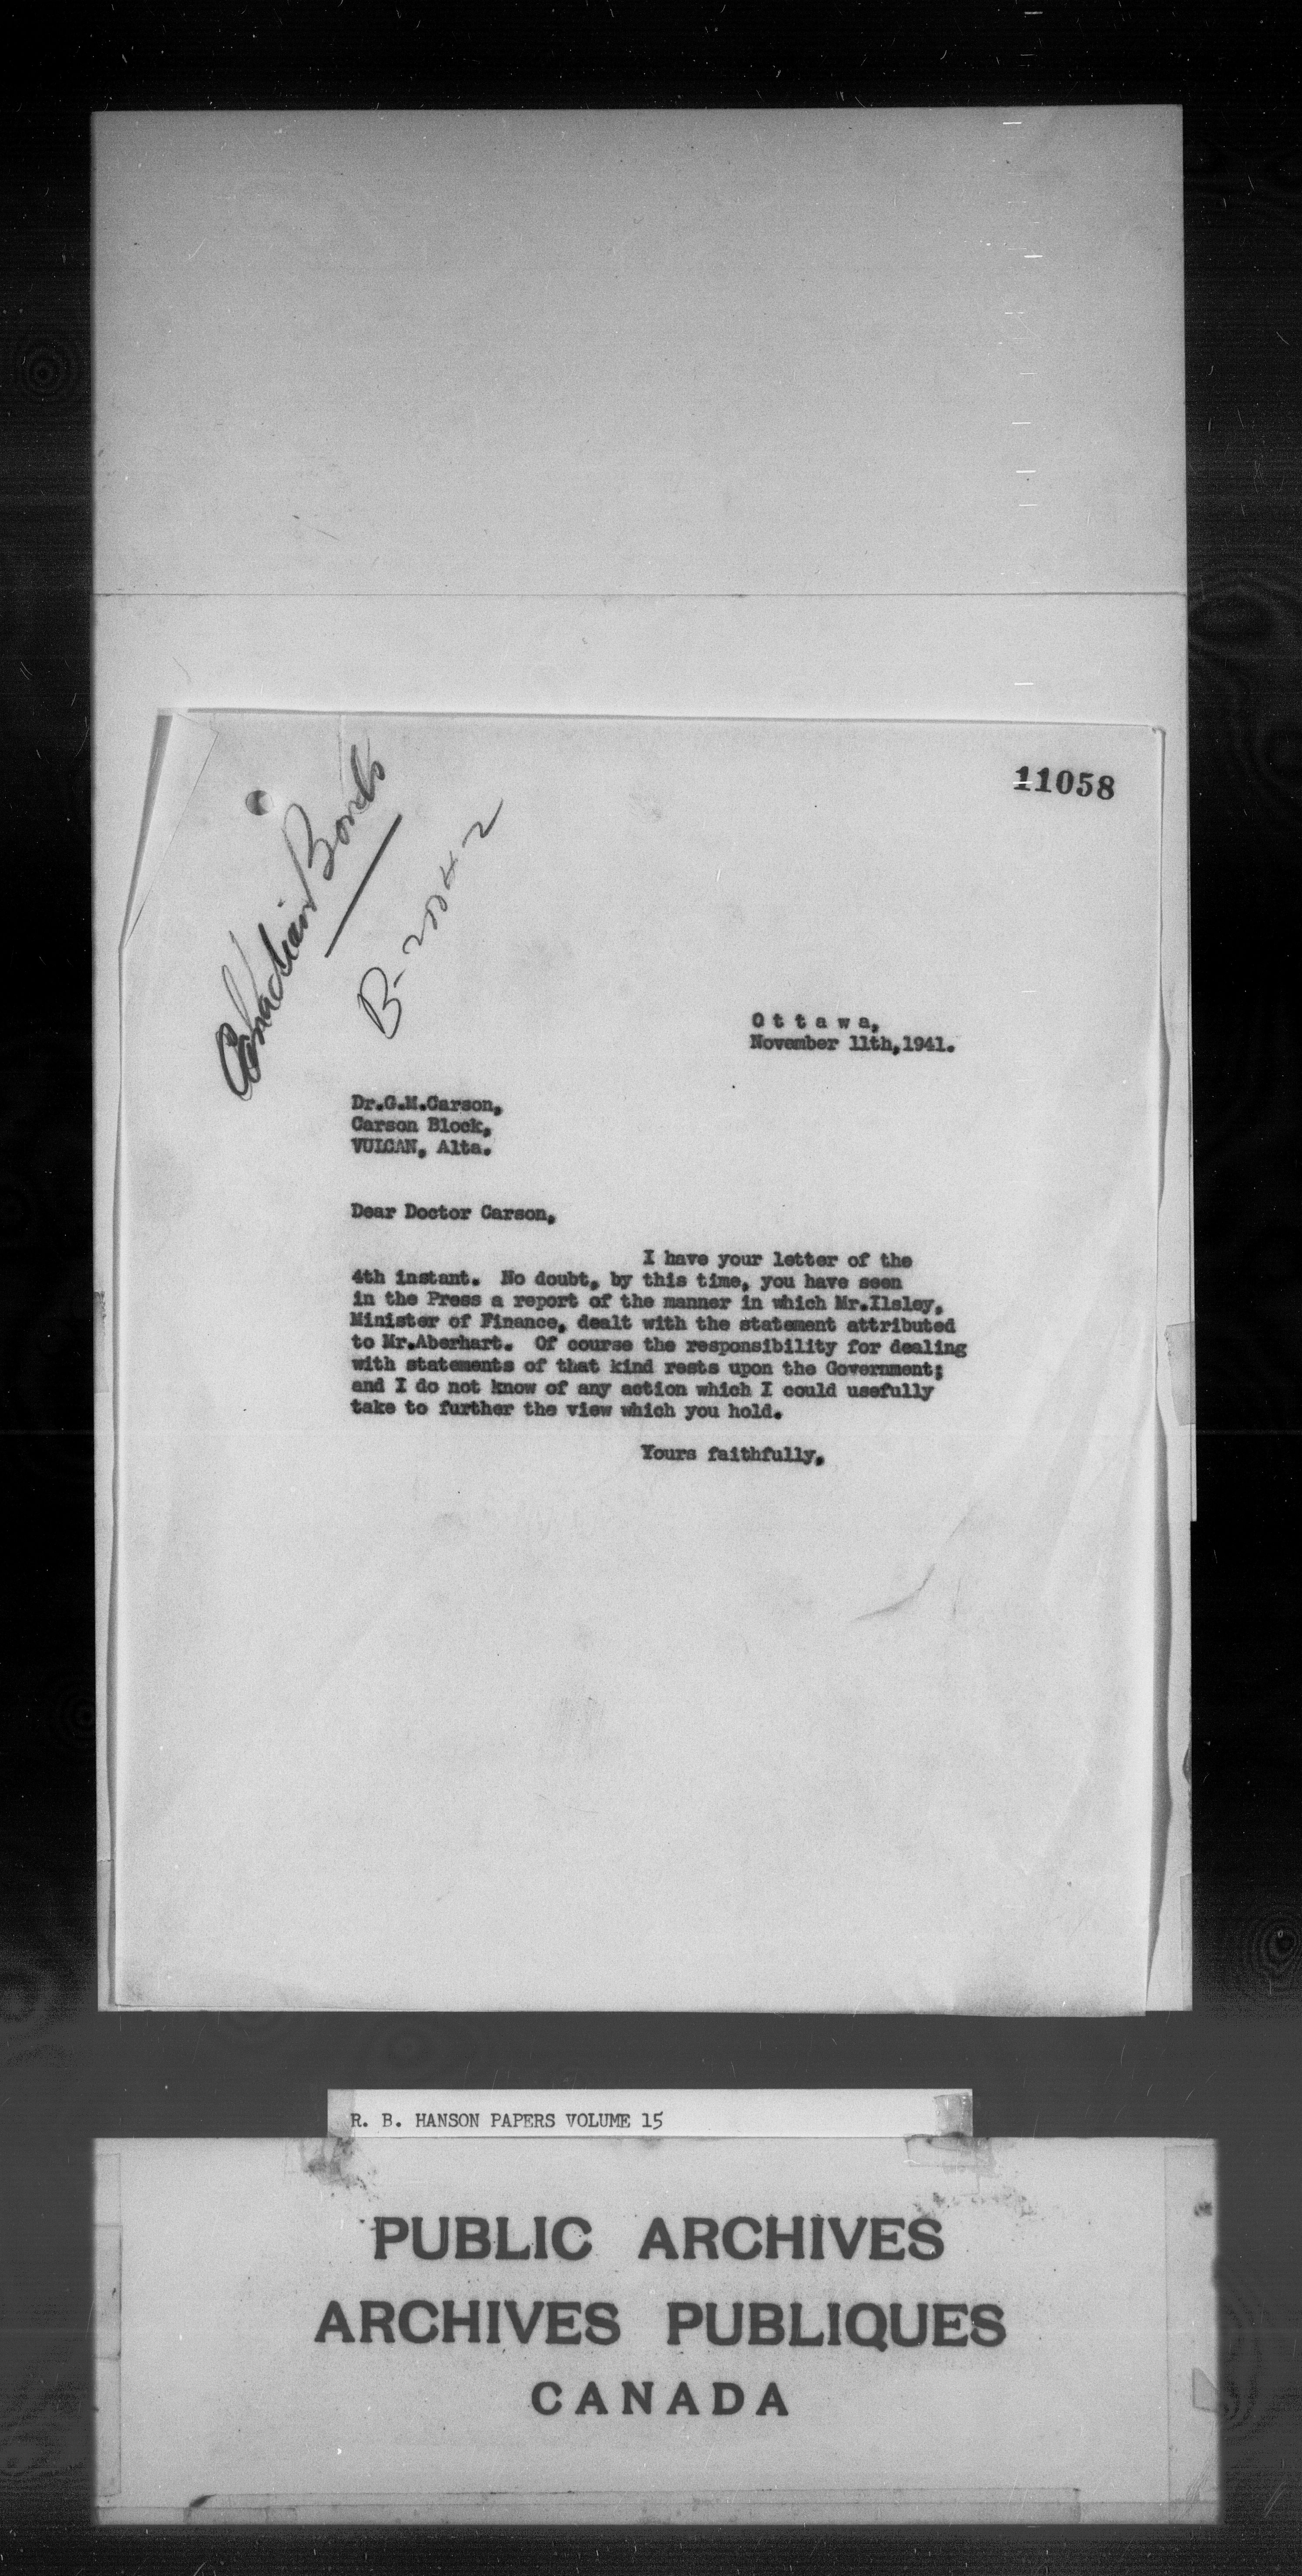 11058
Canadian Bonds
B-200-4-2
O t t a w a,
November 11th,1941.
Dr.G.M.Carson,
Carson Block,
VULCAN, Alta.
Dear Doctor Carson,
I have your letter of the
4th instant. No doubt, by this time, you have seen
in the Press a report of the manner in which Mr.Ilsley,
Minister of Finance, dealt with the statement attributed
to Mr.Aberhart. Of course the responsibility for dealing
with statements of that kind rests upon the Government;
and I do not know of any action which I could usefully
take to further the view which you hold.
Yours faithfully,
R. B. HANSON PAPERS VOLUME 15
PUBLIC ARCHIVES
ARCHIVES PUBLIQUES
CANADA